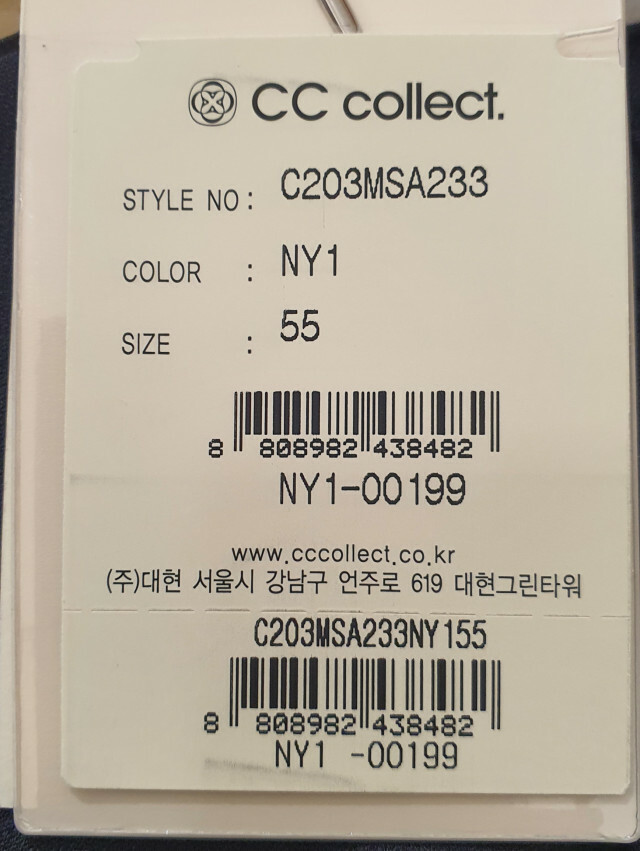 CC collect.
STYLE NO : C203MSA233
COLOR : NY1
SIZE : 55
8 808982 438482
NY1-00199
www.cccollect.co.kr
(주)대현 서울시 강남구 언주로 619 대현그린타워
C203MSA233NY155
8 808982 438482
NY1 -00199